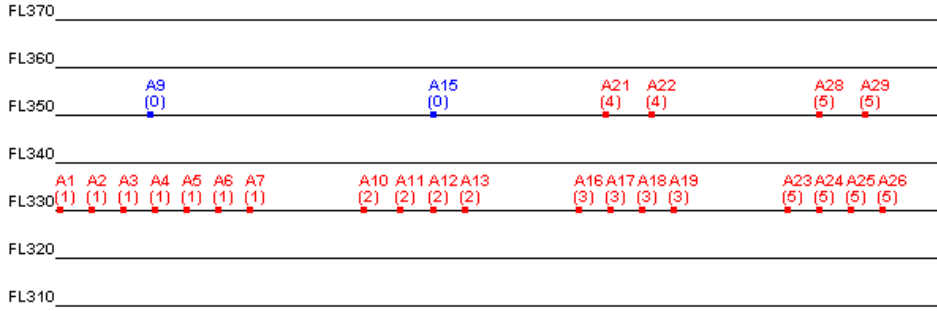 FL370
FL360
A9 A15 A21 A22 A28 A29
(0) (0) (4) (4) (5) (5)
FL350
FL340
A1 A2 A3 A4 A5 A6 A7 A10 A11 A12 A13 A16 A17 A18 A19 A23 A24 A25 A26
FL330 (1) (1) (1) (1) (1) (1) (1) (2) (2) (2) (2) (3) (3) (3) (3) (5) (5) (5) (5)
FL320
FL310